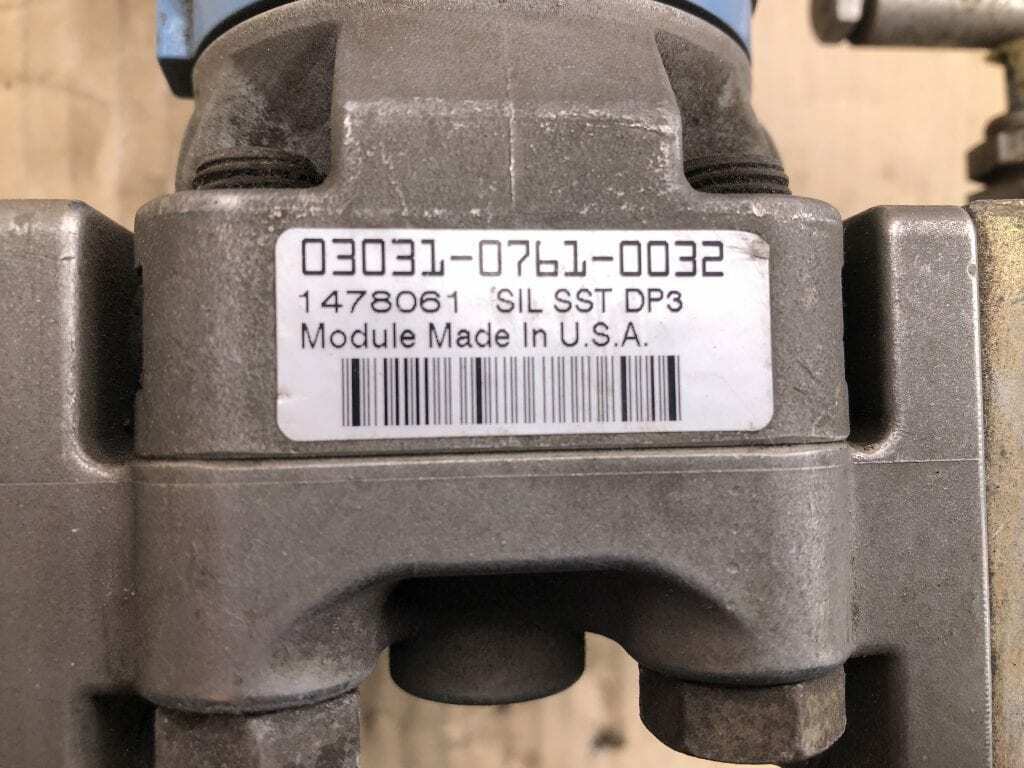 03031-0761-0032
1478061 SIL SST DP3
Module Made In U.S.A.